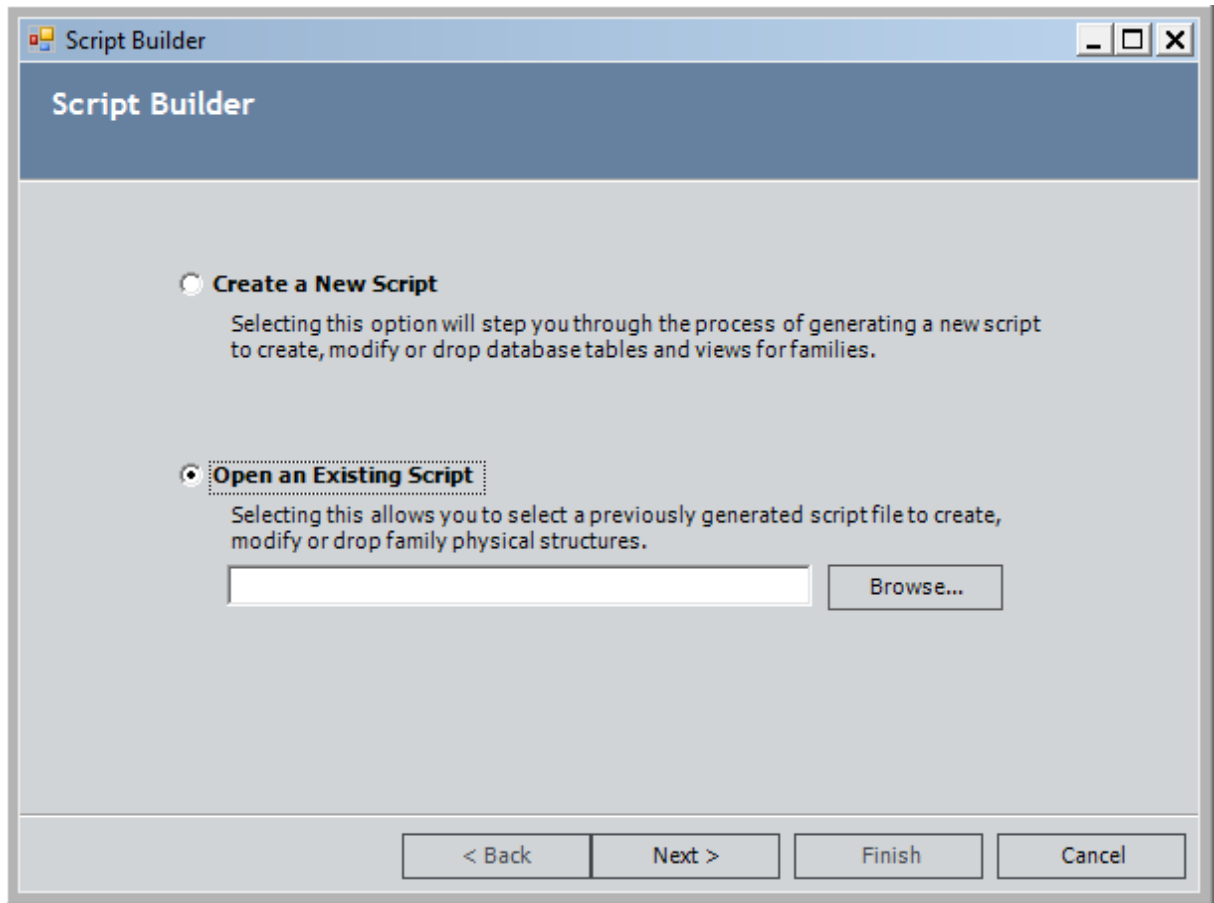 Script Builder
Script Builder
Create a New Script
Selecting this option will step you through the process of generating a new script
to create, modify or drop database tables and views for families.
Open an Existing Script
Selecting this allows you to select a previously generated script file to create,
modify or drop family physical structures.
Browse...
< Back Next > Finish Cancel